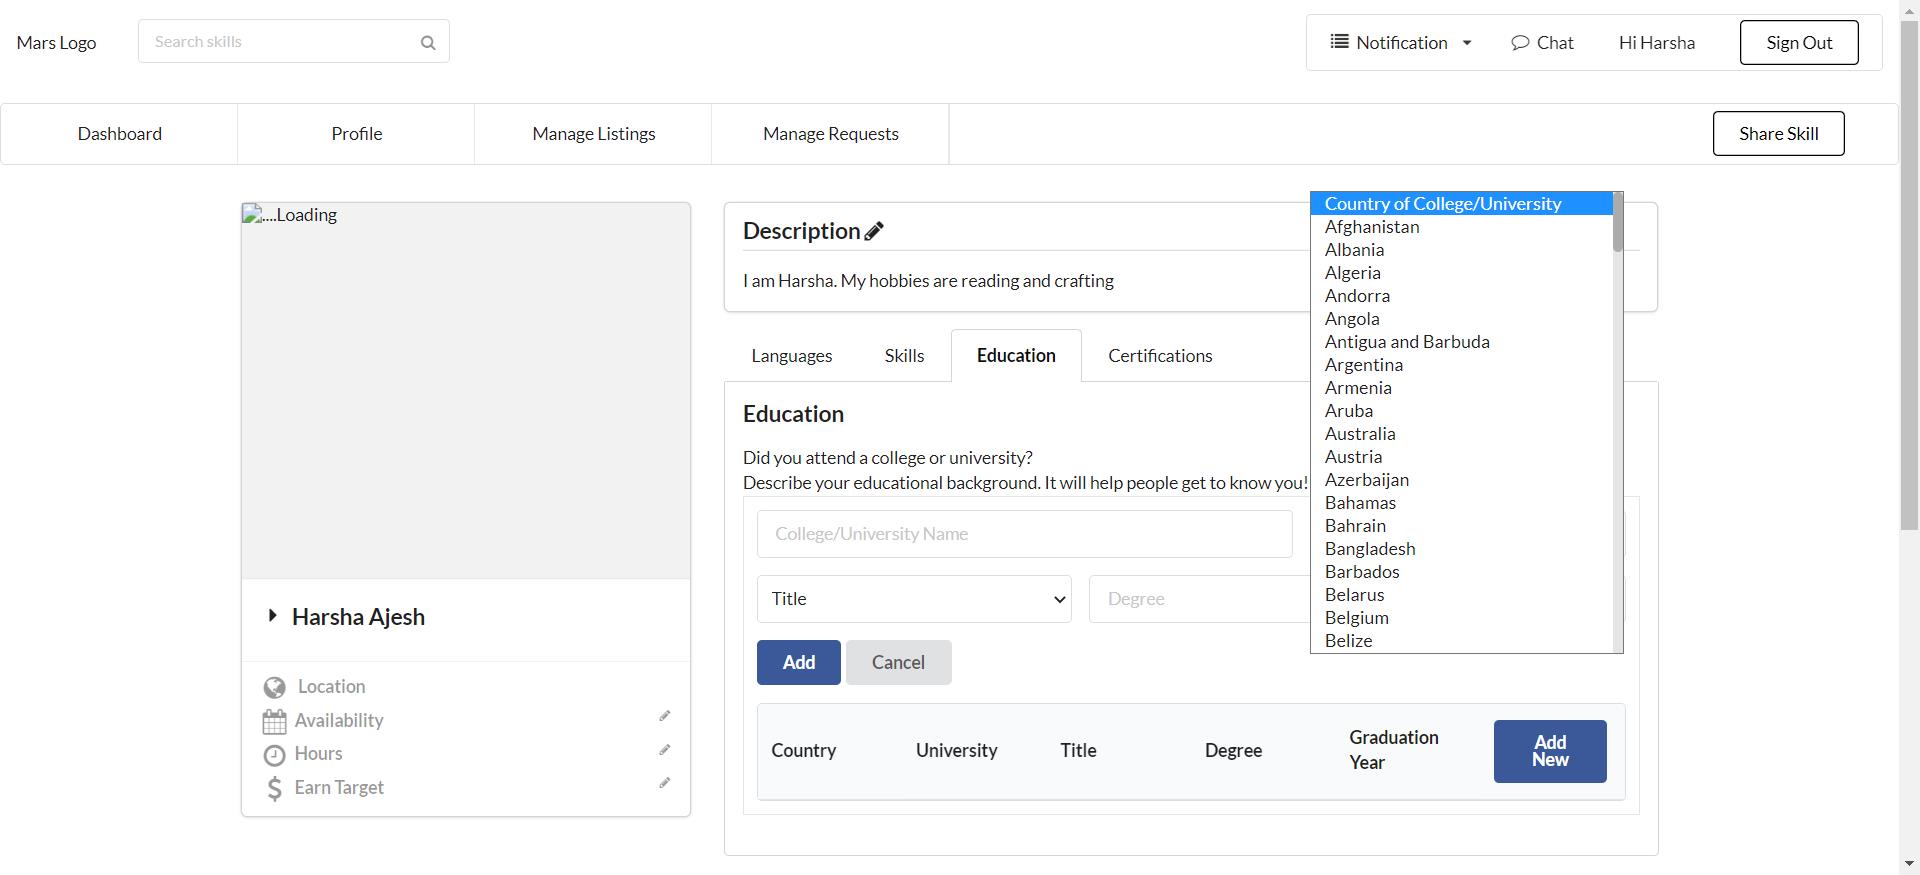 Mars Logo
Search skills
Notification
Chat
Hi Harsha
Sign Out
Dashboard
Profile
Manage Listings
Manage Requests
Share Skill
....Loading
Harsha Ajesh
Location
Availability
Hours
Earn Target
Description
I am Harsha. My hobbies are reading and crafting
Languages
Skills
Education
Certifications
Education
Did you attend a college or university?
Describe your educational background. It will help people get to know you!
College/University Name
Country of College/University
Afghanistan
Albania
Algeria
Andorra
Angola
Antigua and Barbuda
Argentina
Armenia
Aruba
Australia
Austria
Azerbaijan
Bahamas
Bahrain
Bangladesh
Barbados
Belarus
Belgium
Belize
Title
Degree
Add
Cancel
Country
University
Title
Degree
Graduation
Year
Add
New